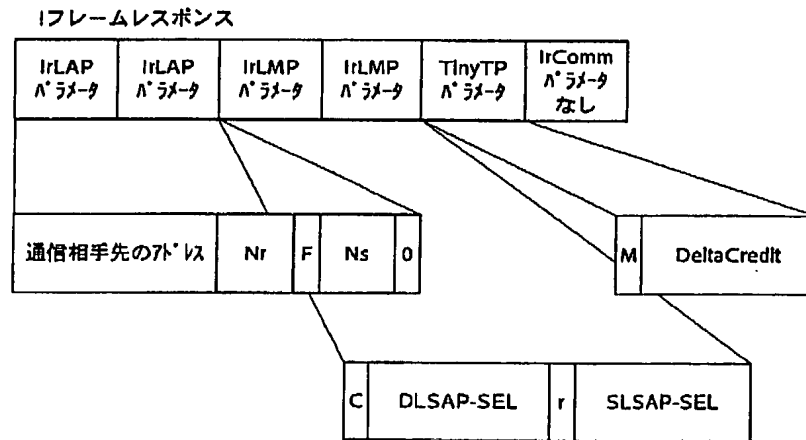 Iフレームレスポンス
IrLAP
パラメータ
IrLAP
パラメータ
IrLMP
パラメータ
IrLMP
パラメータ
TinyTP
パラメータ
IrComm
パラメータ
なし
通信相手先のアドレス
Nr
F
Ns
0
M
DeltaCredit
C
DLSAP-SEL
r
SLSAP-SEL